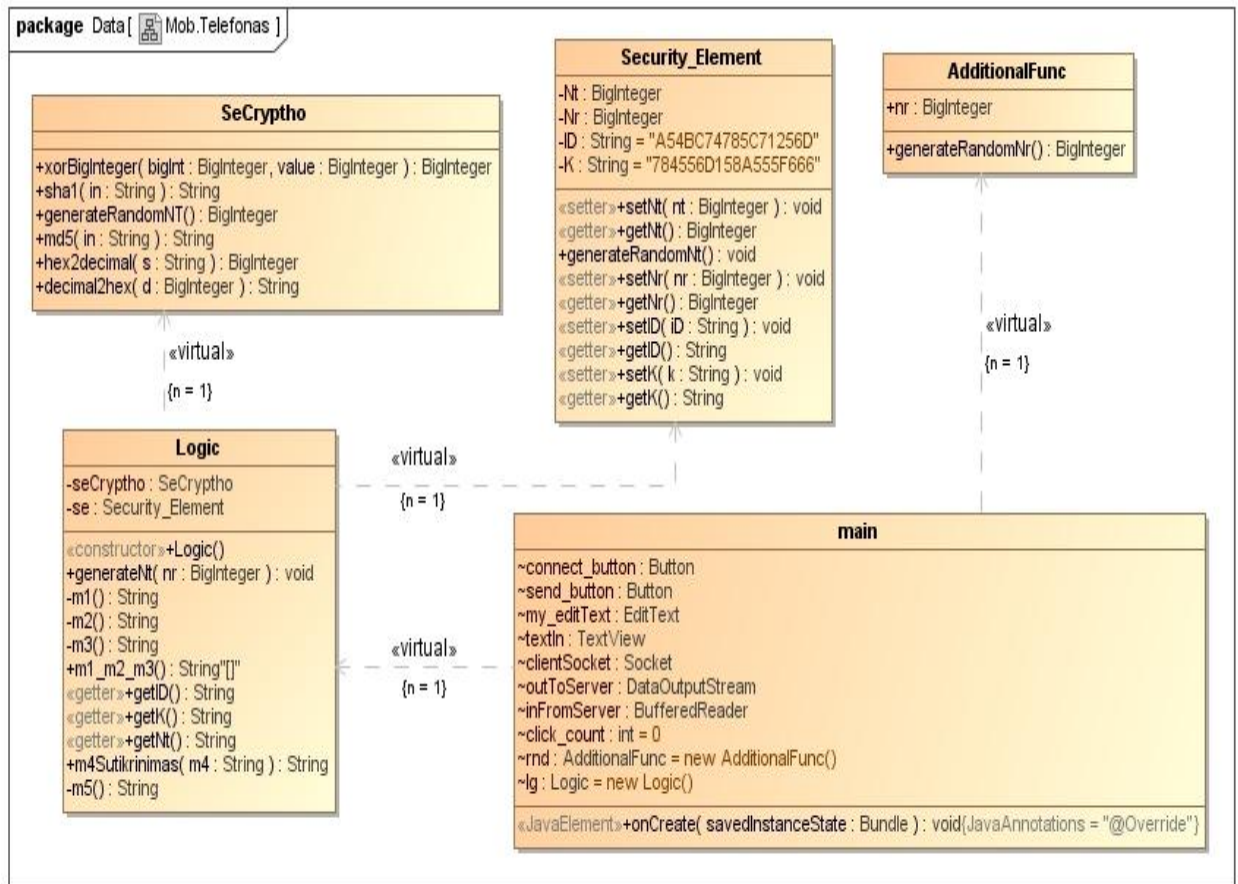 package Data [ Mob.Telefonas ]
SeCryptho
+xorBigInteger( bigInt : BigInteger, value : BigInteger ) : BigInteger
+sha1( in : String ) : String
+generateRandomNT() : BigInteger
+md5( in : String ) : String
+hex2decimal( s : String ) : BigInteger
+decimal2hex( d : BigInteger ) : String
Security_Element
-Nt : BigInteger
-Nr : BigInteger
-ID : String = "A54BC74785C71256D"
-K : String = "784556D158A555F666"
«setter»+setNt( nt : BigInteger ) : void
«getter»+getNt() : BigInteger
+generateRandomNt() : void
«setter»+setNr( nr : BigInteger ) : void
«getter»+getNr() : BigInteger
«setter»+setID( iD : String ) : void
«getter»+getID() : String
«setter»+setK( k : String ) : void
«getter»+getK() : String
AdditionalFunc
+nr : BigInteger
+generateRandomNr() : BigInteger
«virtual»
{n = 1}
«virtual»
{n = 1}
Logic
-seCryptho : SeCryptho
-se : Security_Element
«constructor»+Logic()
+generateNt( nr : BigInteger ) : void
-m1() : String
-m2() : String
-m3() : String
+m1_m2_m3() : String"[]"
«getter»+getID() : String
«getter»+getK() : String
«getter»+getNt() : String
+m4Sutikrinimas( m4 : String ) : String
-m5() : String
«virtual»
{n = 1}
«virtual»
{n = 1}
main
~connect_button : Button
~send_button : Button
~my_editText : EditText
~textIn : TextView
~clientSocket : Socket
~outToServer : DataOutputStream
~inFromServer : BufferedReader
~click_count : int = 0
~rnd : AdditionalFunc = new AdditionalFunc()
~lg : Logic = new Logic()
«JavaElement»+onCreate( savedInstanceState : Bundle ) : void{JavaAnnotations = "@Override"}